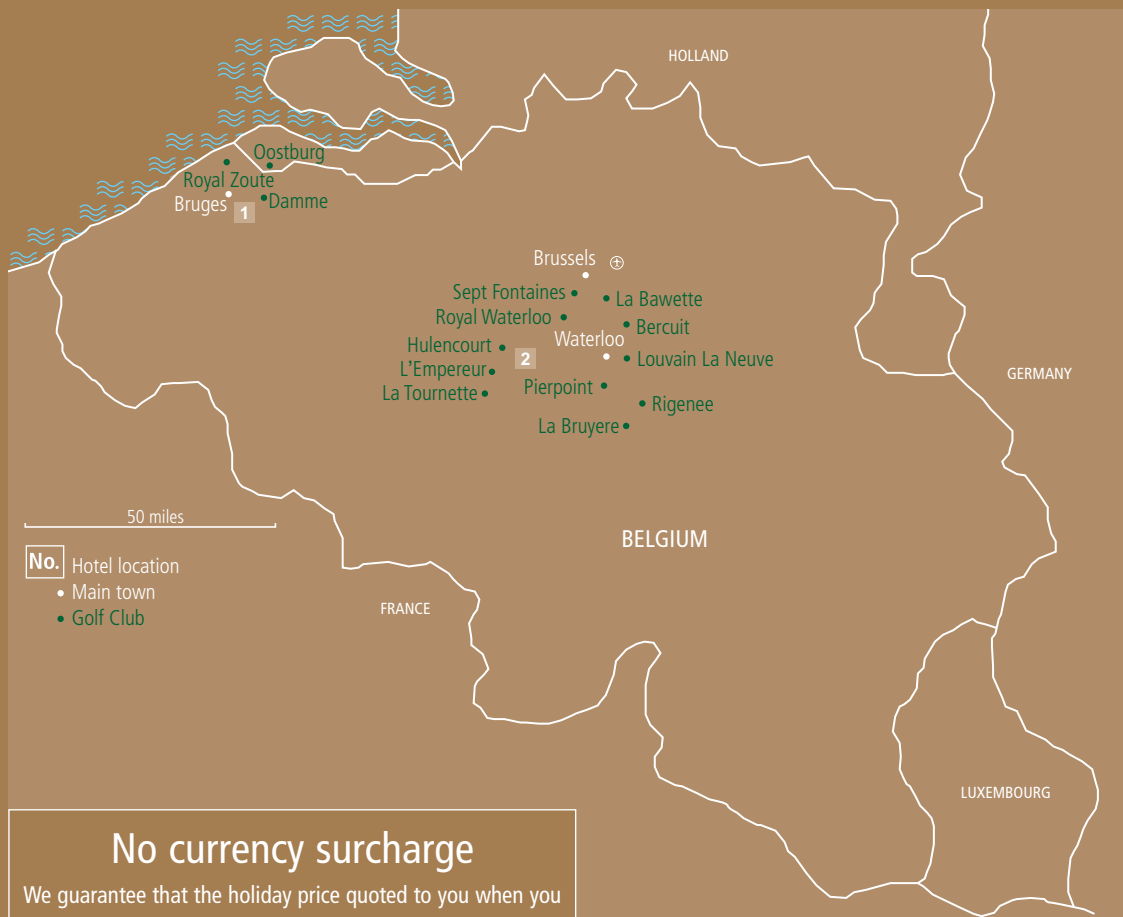 HOLLAND
Oostburg
Royal Zoute
Bruges
1
Damme
Brussels
Sept Fontaines
La Bawette
Royal Waterloo
Bercuit
Waterloo
Hulencourt
2
Louvain La Neuve
L'Empereur
GERMANY
La Tournette
Pierpoint
Rigenee
La Bruyere
50 miles
BELGIUM
No. Hotel location
Main town
Golf Club
FRANCE
LUXEMBOURG
No currency surcharge
We guarantee that the holiday price quoted to you when you